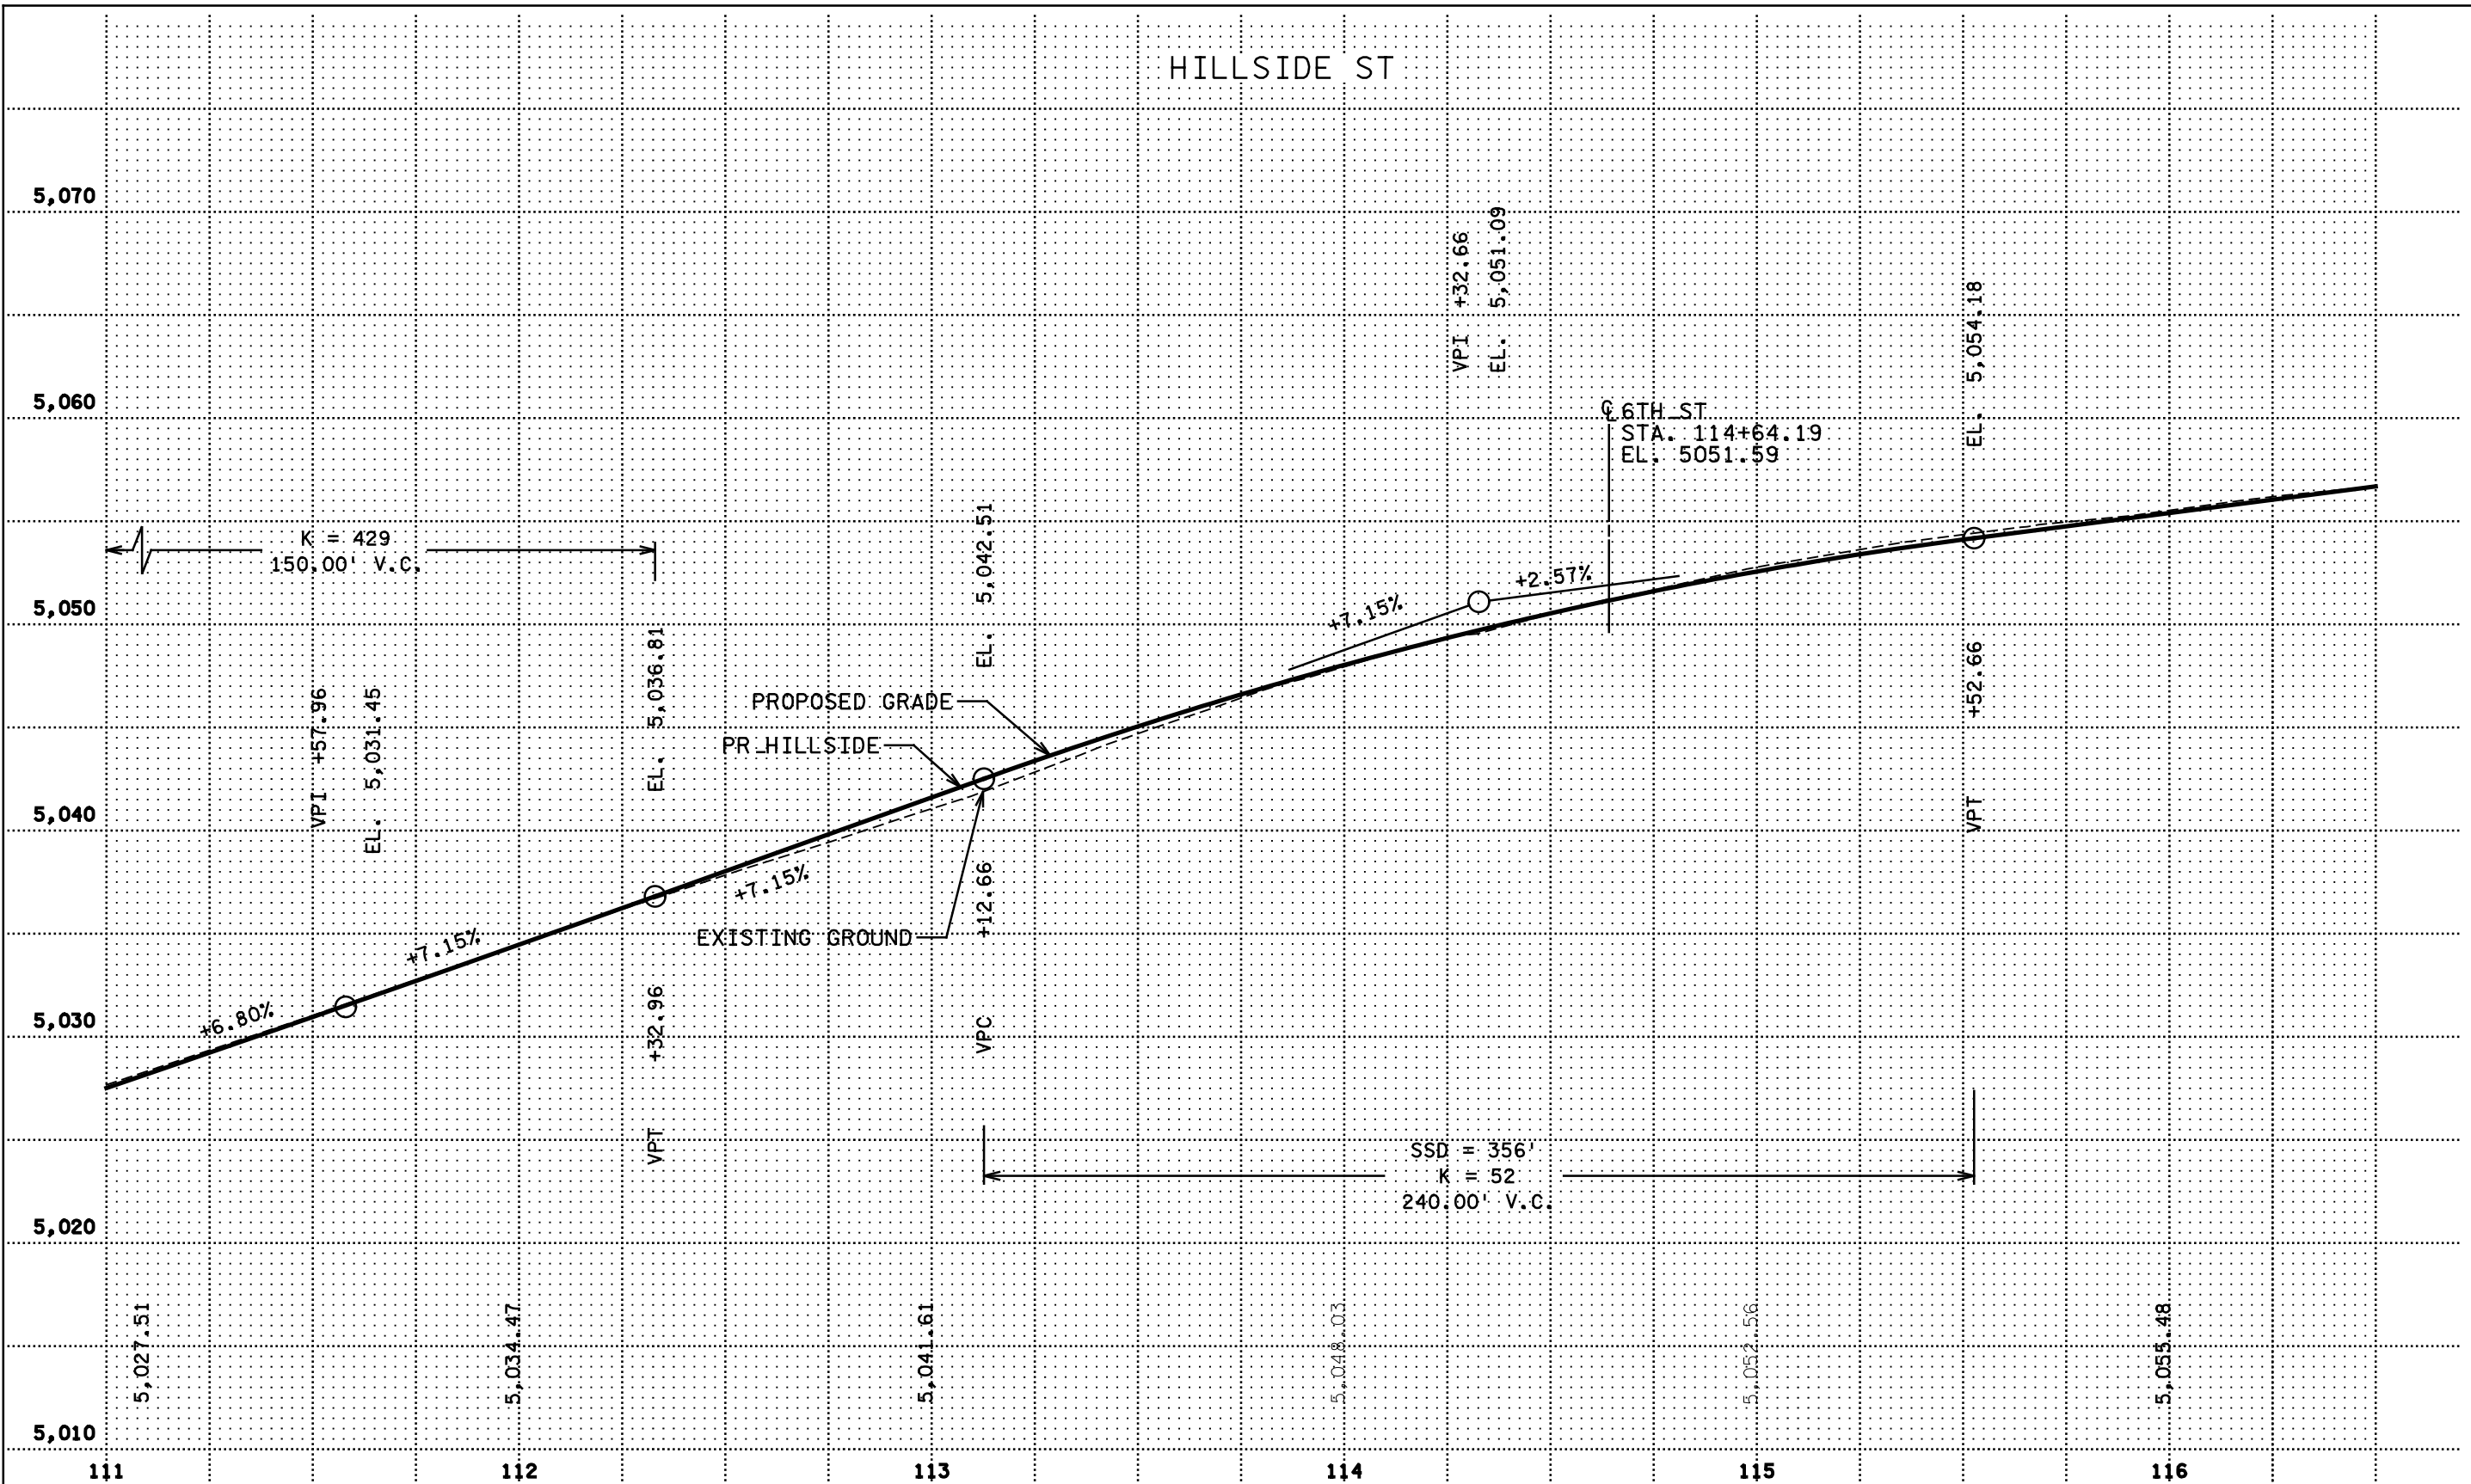 HILLSIDE ST
5,070
5,060
5,050
5,040
5,030
5,020
5,010
VPI +32.66
EL. 5,051.09
EL. 5,054.18
VPT +52.66
℄ 6TH ST
STA. 114+64.19
EL. 5051.59
K = 429
150.00' V.C.
VPI +57.96
EL. 5,031.45
EL. 5,036.81
VPT +32.96
EL. 5,042.51
VPC +12.66
+7.15%
+2.57%
PROPOSED GRADE
PR_HILLSIDE
+7.15%
EXISTING GROUND
+7.15%
+6.80%
SSD = 356'
K = 52
240.00' V.C.
5,027.51
5,034.47
5,041.61
5,048.03
5,052.56
5,055.48
111 112 113 114 115 116